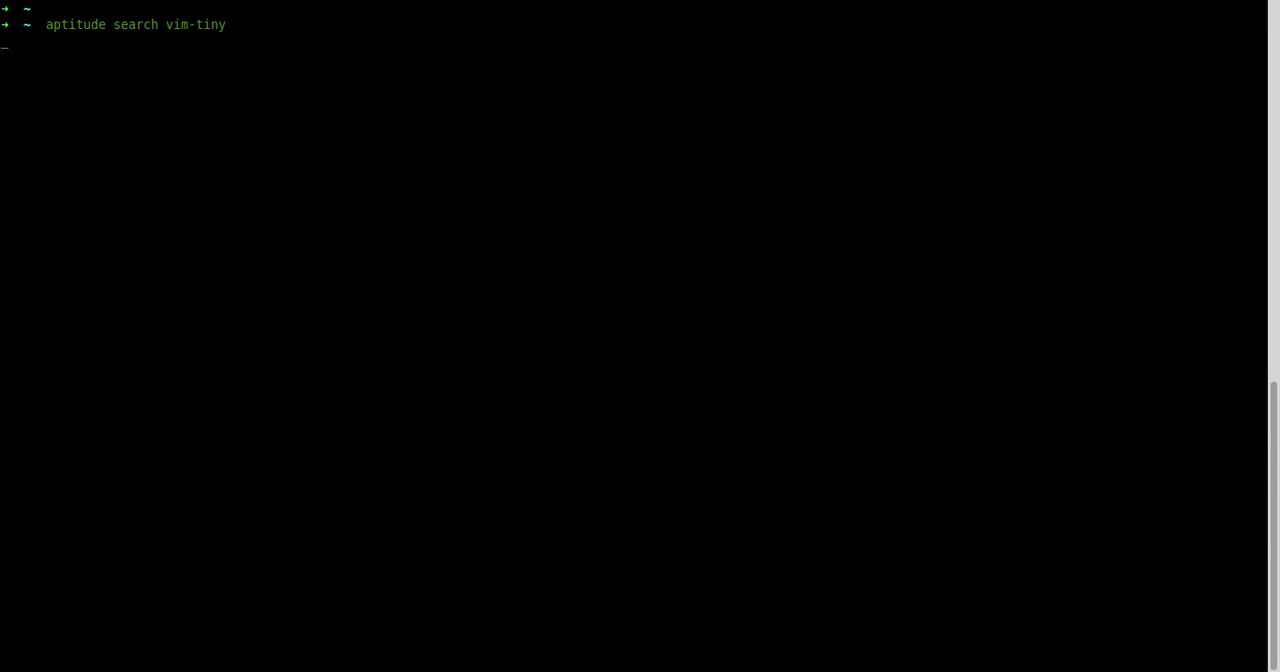 ➜  ~
➜  ~  aptitude search vim-tiny
_